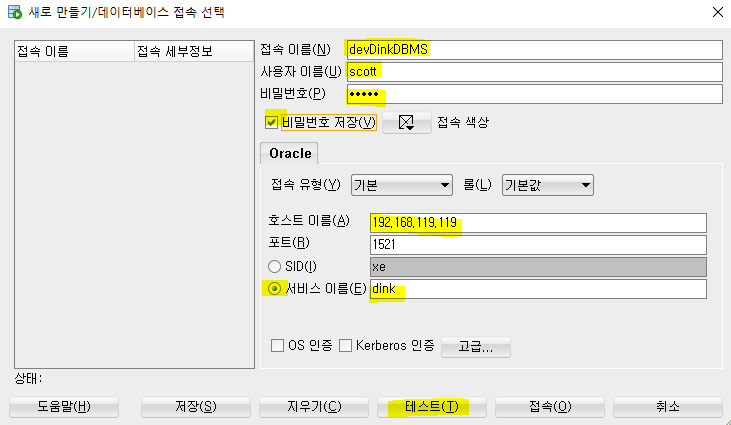 새로 만들기/데이터베이스 접속 선택
접속 이름 접속 세부정보
접속 이름(N) devDinkDBMS
사용자 이름(U) scott
비밀번호(P) •••••
비밀번호 저장(V) 접속 색상
Oracle
접속 유형(Y) 기본 롤(L) 기본값
호스트 이름(A) 192.168.119.119
포트(R) 1521
SID(I) xe
서비스 이름(E) dink
OS 인증 Kerberos 인증 고급...
상태:
도움말(H) 저장(S) 지우기(C) 테스트(T) 접속(O) 취소